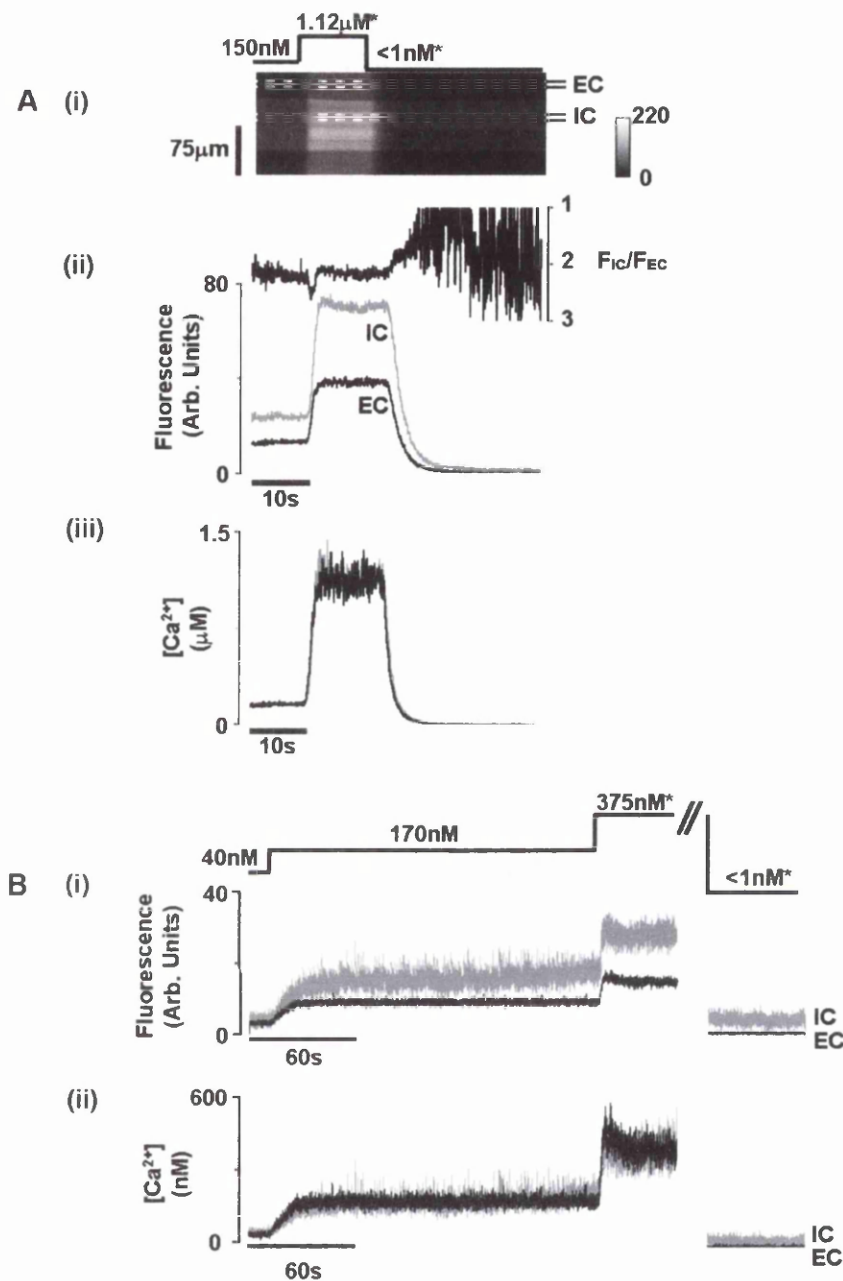 1.12μM*
150nM
<1nM*
A (i)
EC
IC
220
0
75μm
(ii)
1
2
3
FIC/FEC
80
0
Fluorescence
(Arb. Units)
IC
EC
10s
(iii)
1.5
0
[Ca2+]
(μM)
10s
375nM*
170nM
40nM
<1nM*
B (i)
40
0
Fluorescence
(Arb. Units)
IC
EC
60s
(ii)
600
0
[Ca2+]
(nM)
IC
EC
60s